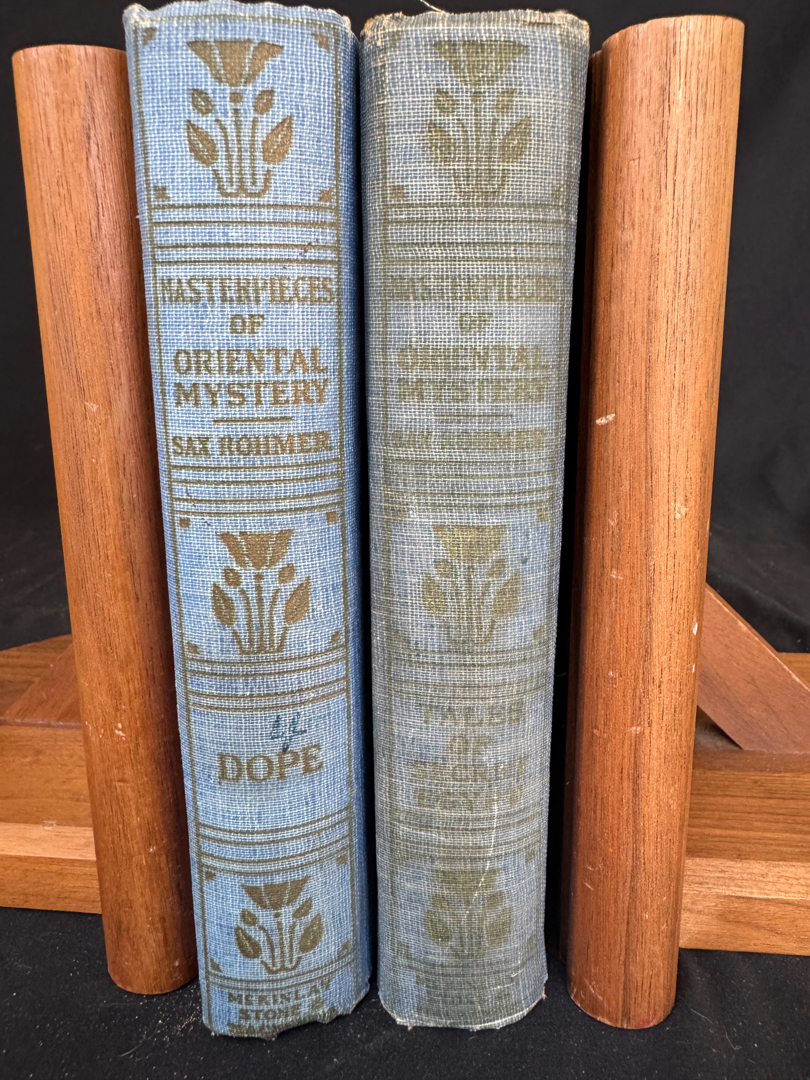 MASTERPIECES
OF
ORIENTAL
MYSTERY
SAX ROHMER
DOPE
MCKINLAY
STONE &
MASTERPIECES
OF
ORIENTAL
MYSTERY
SAX ROHMER
TALES
OF
SECRET
EGYPT